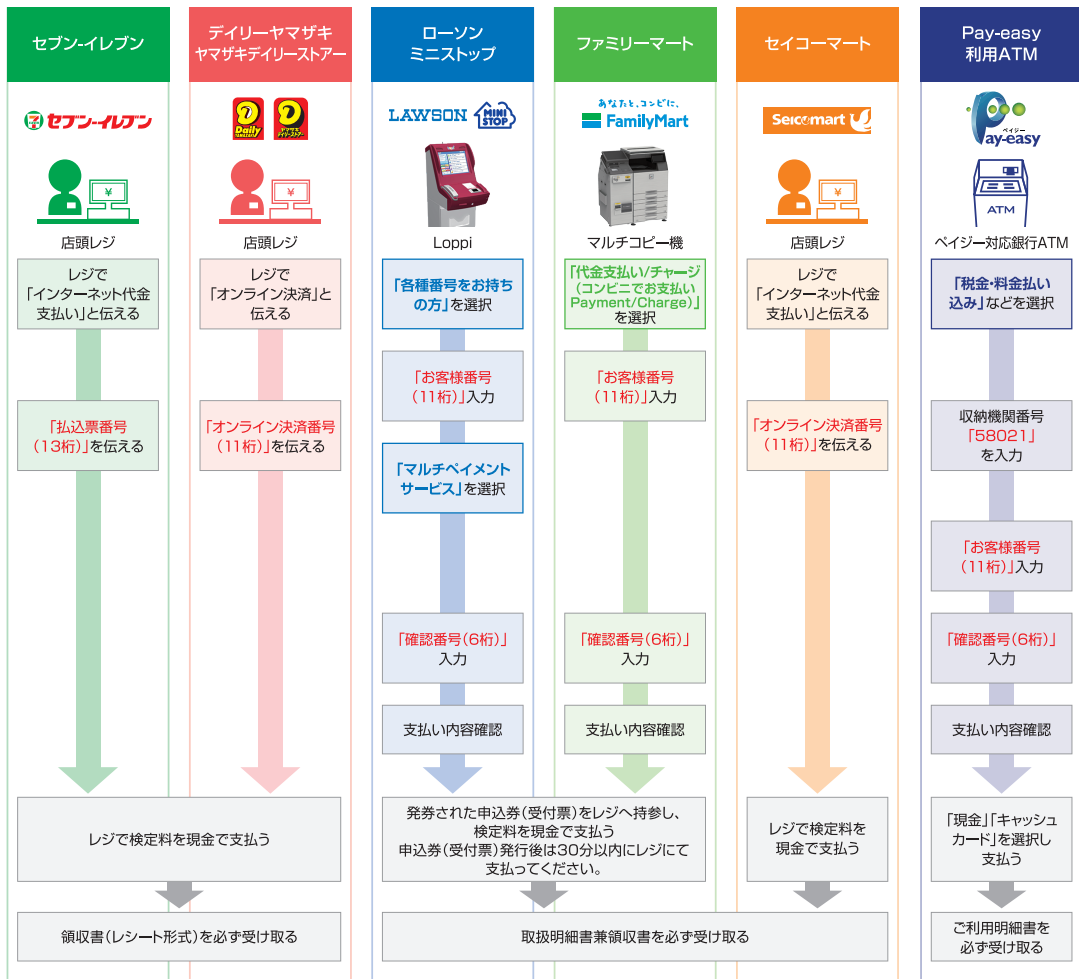 セブン-イレブン
デイリーヤマザキ
ヤマザキデイリーストアー
ローソン
ミニストップ
ファミリーマート
セイコーマート
Pay-easy
利用ATM
セブン-イレブン
Daily
YAMAZAKI
ヤマザキ
デイリーストアー
LAWSON
MINI
STOP
あなたと、コンビに、
FamilyMart
Seicomart
ペイジー
Pay-easy
¥
¥
¥
ATM
店頭レジ
店頭レジ
Loppi
マルチコピー機
店頭レジ
ペイジー対応銀行ATM
レジで
「インターネット代金
支払い」と伝える
レジで
「オンライン決済」と
伝える
「各種番号をお持ち
の方」を選択
「代金支払い/チャージ
(コンビニでお支払い
Payment/Charge)」
を選択
レジで
「インターネット代金
支払い」と伝える
「税金・料金払い
込み」などを選択
「お客様番号
(11桁)」入力
「お客様番号
(11桁)」入力
「払込票番号
(13桁)」を伝える
「オンライン決済番号
(11桁)」を伝える
「オンライン決済番号
(11桁)」を伝える
収納機関番号
「58021」
を入力
「マルチペイメント
サービス」を選択
「お客様番号
(11桁)」入力
「確認番号(6桁)」
入力
「確認番号(6桁)」
入力
「確認番号(6桁)」
入力
支払い内容確認
支払い内容確認
支払い内容確認
レジで検定料を現金で支払う
発券された申込券(受付票)をレジへ持参し、
検定料を現金で支払う
申込券(受付票)発行後は30分以内にレジにて
支払ってください。
レジで検定料を
現金で支払う
「現金」「キャッシュ
カード」を選択し
支払う
領収書(レシート形式)を必ず受け取る
取扱明細書兼領収書を必ず受け取る
ご利用明細書を
必ず受け取る